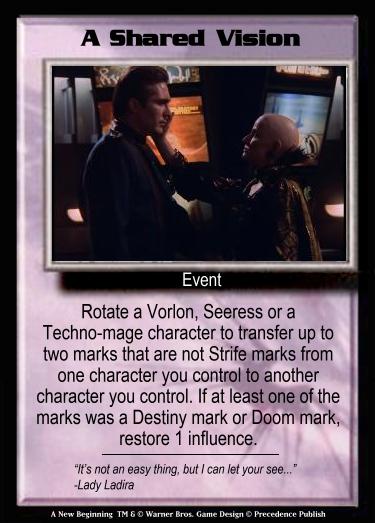 A Shared Vision
Event
Rotate a Vorlon, Seeress or a
Techno-mage character to transfer up to
two marks that are not Strife marks from
one character you control to another
character you control. If at least one of the
marks was a Destiny mark or Doom mark,
restore 1 influence.
“It’s not an easy thing, but I can let your see...”
-Lady Ladira
A New Beginning TM & © Warner Bros. Game Design © Precedence Publish